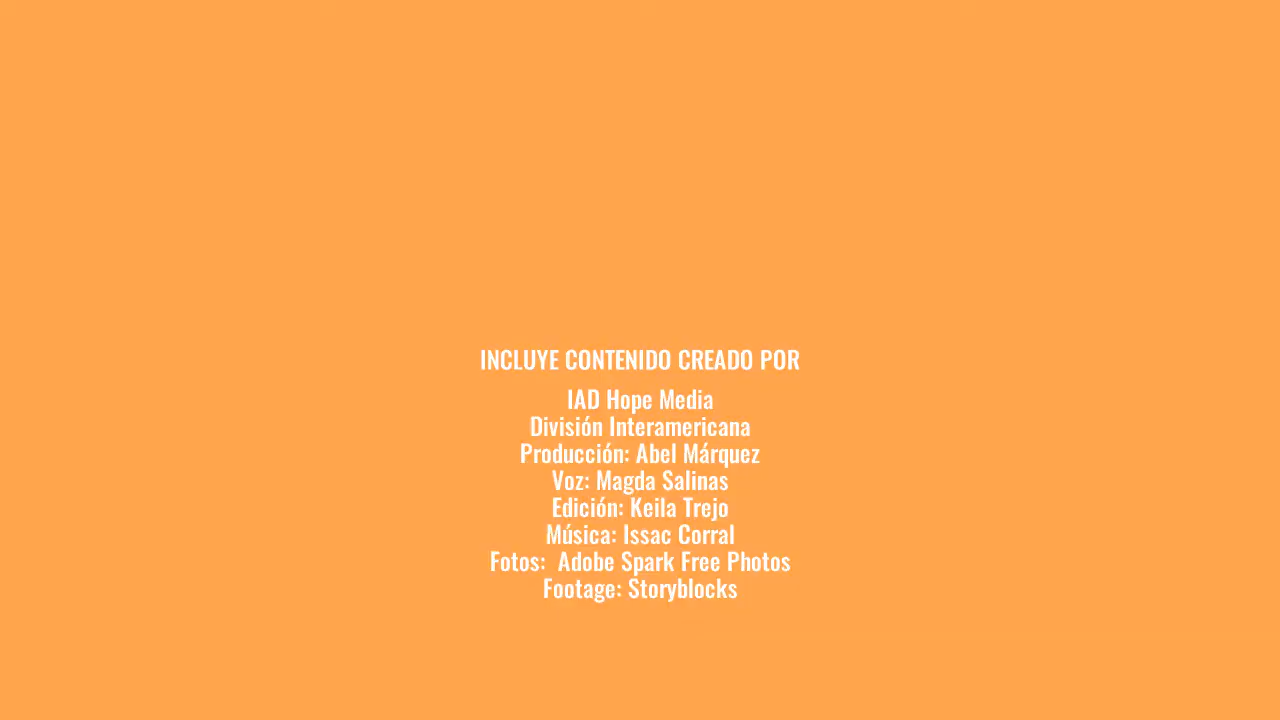 INCLUYE CONTENIDO CREADO POR
IAD Hope Media
División Interamericana
Producción: Abel Márquez
Voz: Magda Salinas
Edición: Keila Trejo
Música: Issac Corral
Fotos:  Adobe Spark Free Photos
Footage: Storyblocks